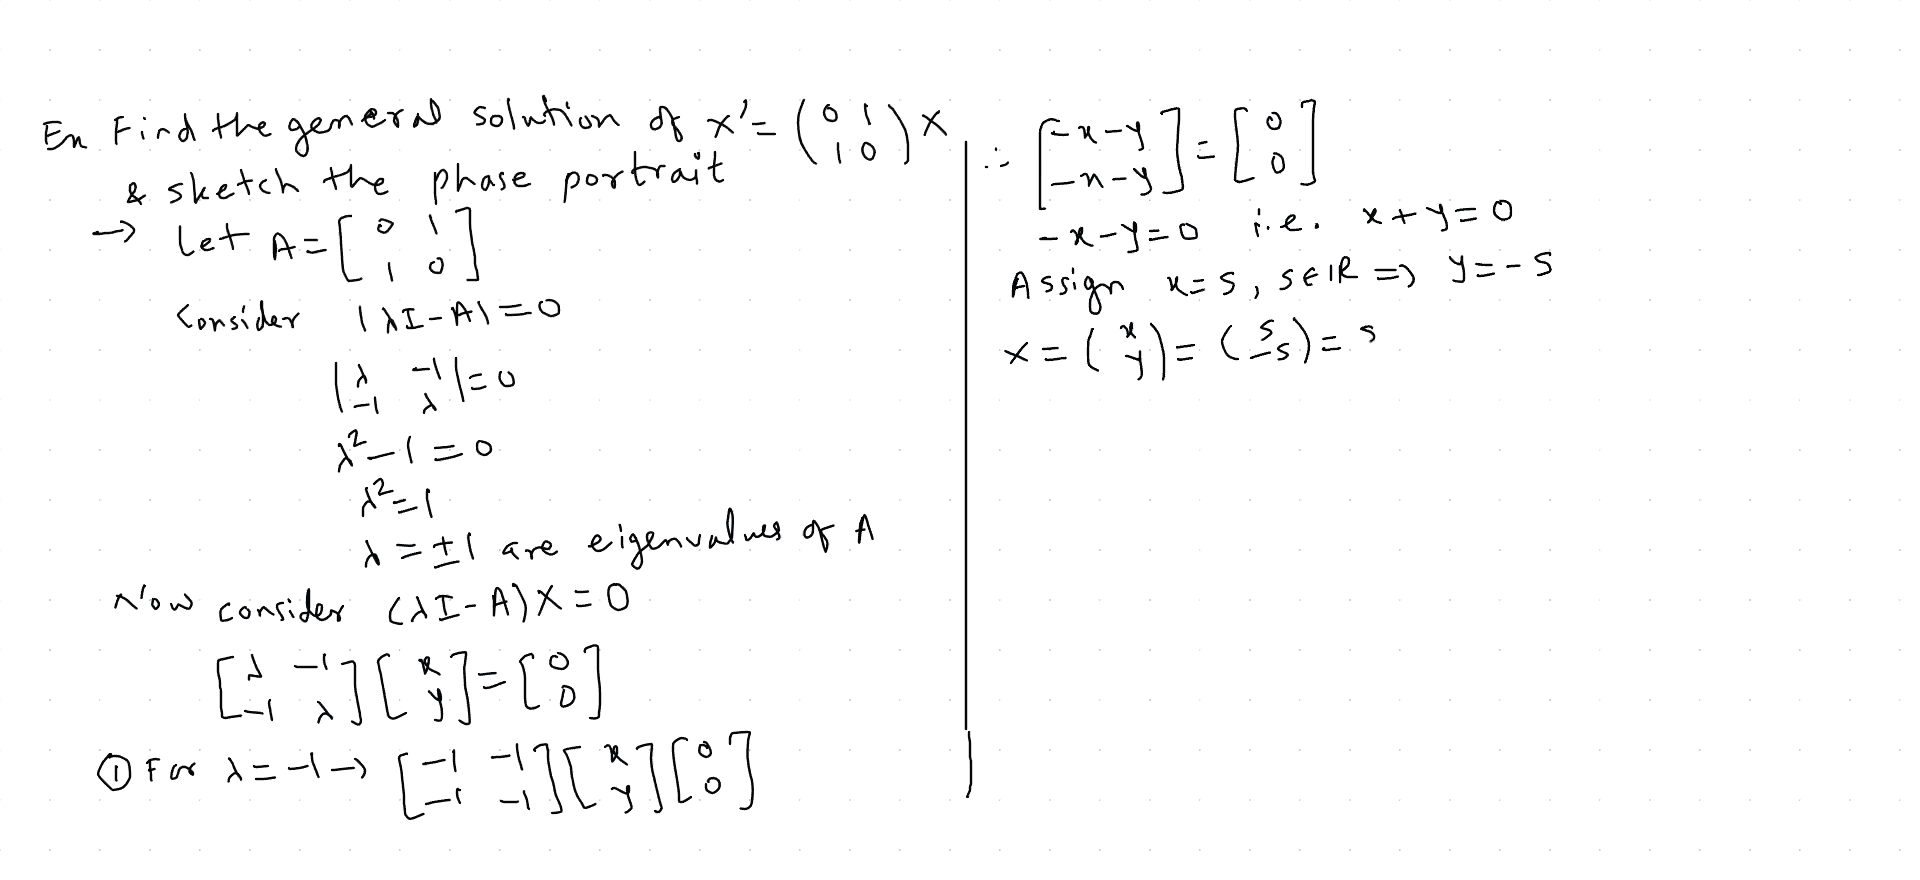 En Find the general solution of x' = (0 1 1 0) X
& sketch the phase portrait
→ Let A = [0 1 1 0]
Consider |λI-A| = 0
|λ -1 -1 λ| = 0
λ² - 1 = 0
λ² = 1
λ = ±1 are eigenvalues of A
Now consider (λI-A)X = 0
[λ -1 -1 λ] [x y] = [0 0]
① For λ = -1 → [-1 -1 -1 -1] [x y] [0 0]
∴ [-x-y -x-y] = [0 0]
-x-y = 0 i.e. x+y = 0
Assign x = s, s∈IR ⇒ y = -s
X = (x y) = (s -s) = s